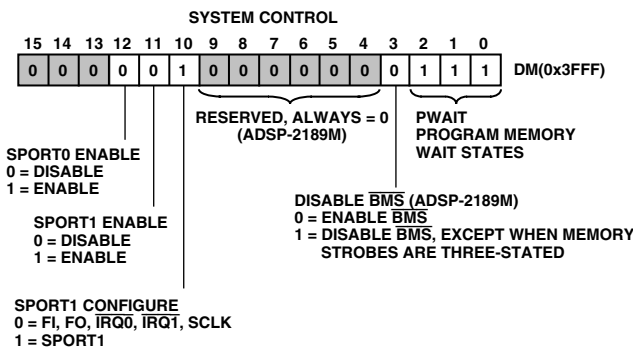 SYSTEM CONTROL
15 14 13 12 11 10 9 8 7 6 5 4 3 2 1 0
0 0 0 0 0 1 0 0 0 0 0 0 0 1 1 1 DM(0x3FFF)
RESERVED, ALWAYS = 0
(ADSP-2189M)
PWAIT
PROGRAM MEMORY
WAIT STATES
SPORT0 ENABLE
0 = DISABLE
1 = ENABLE
DISABLE BMS (ADSP-2189M)
0 = ENABLE BMS
1 = DISABLE BMS, EXCEPT WHEN MEMORY
STROBES ARE THREE-STATED
SPORT1 ENABLE
0 = DISABLE
1 = ENABLE
SPORT1 CONFIGURE
0 = FI, FO, IRQ0, IRQ1, SCLK
1 = SPORT1